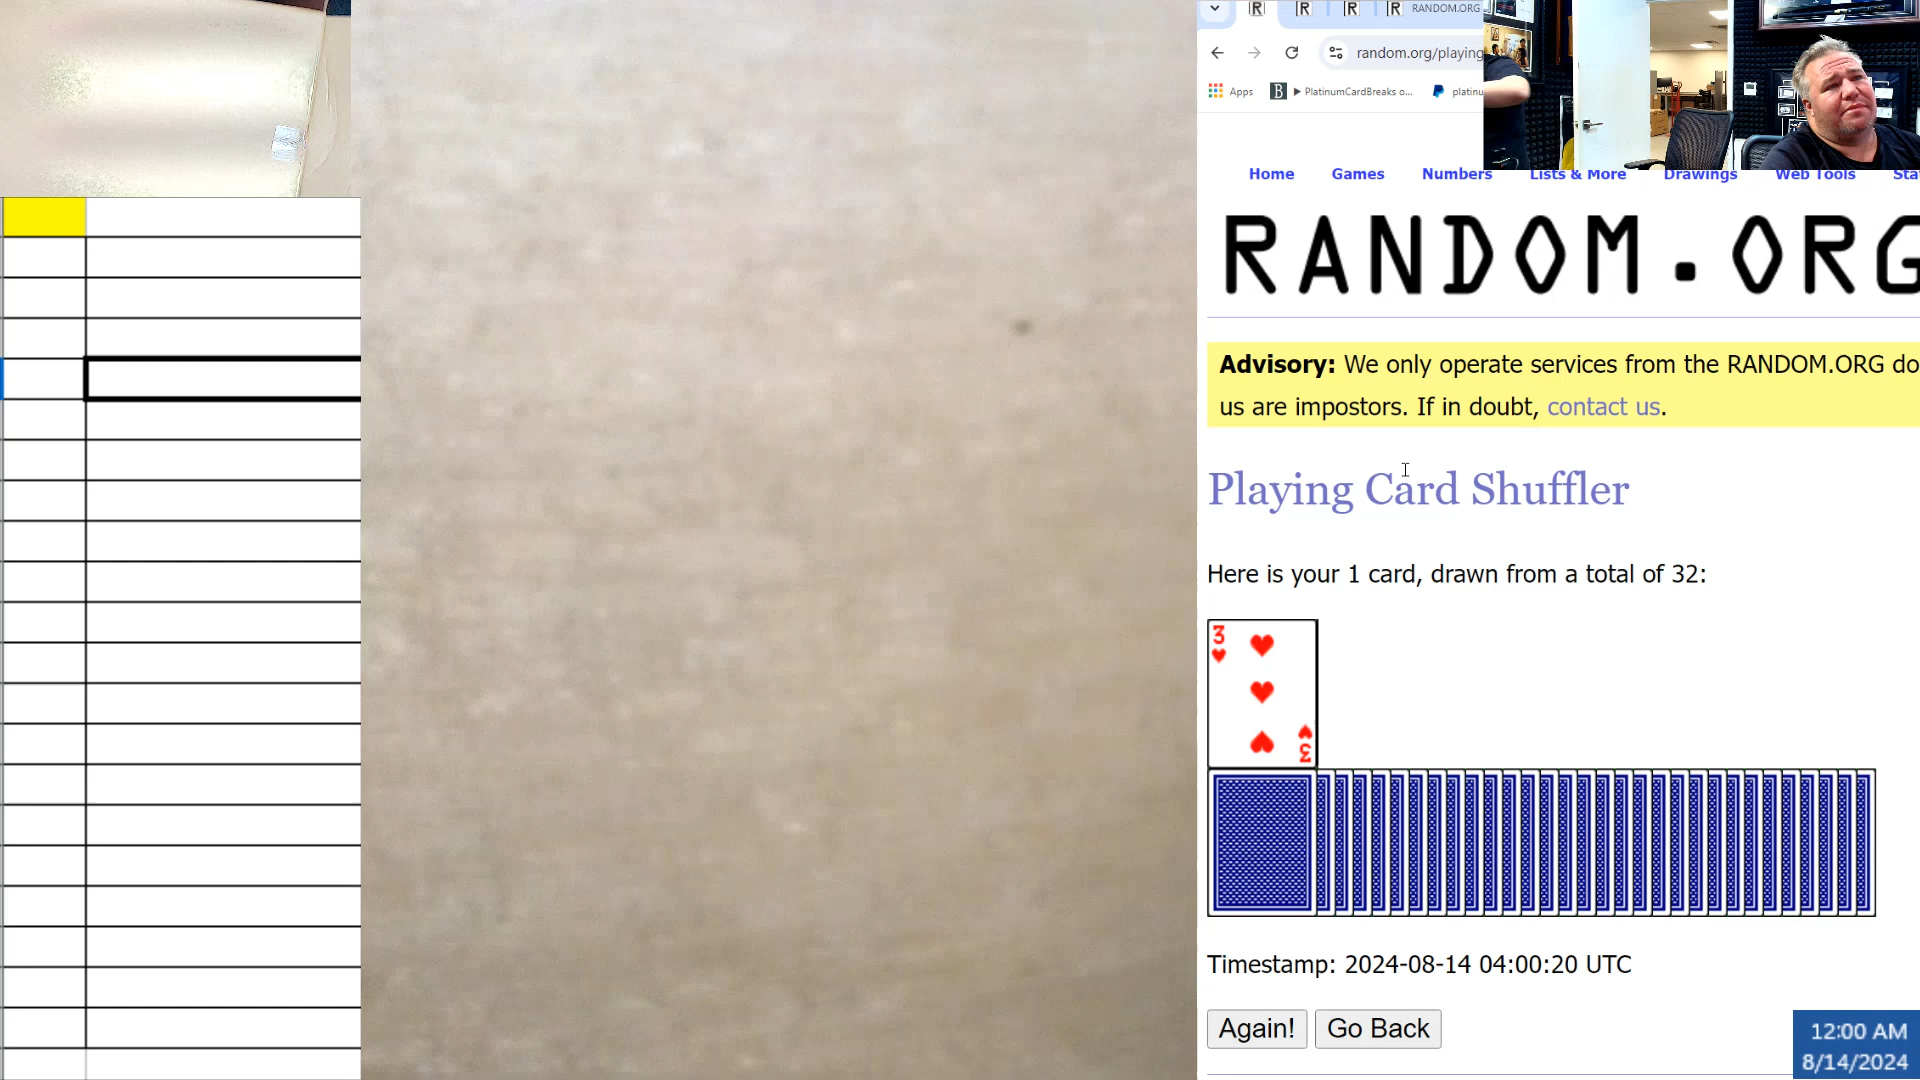 RANDOM.ORG
random.org/playing
Apps
PlatinumCardBreaks o...
platinu
Home Games Numbers Lists & More Drawings Web Tools Sta
RANDOM.ORG
Advisory: We only operate services from the RANDOM.ORG do
us are impostors. If in doubt, contact us.
Playing Card Shuffler
Here is your 1 card, drawn from a total of 32:
3
3
Timestamp: 2024-08-14 04:00:20 UTC
Again! Go Back
12:00 AM
8/14/2024